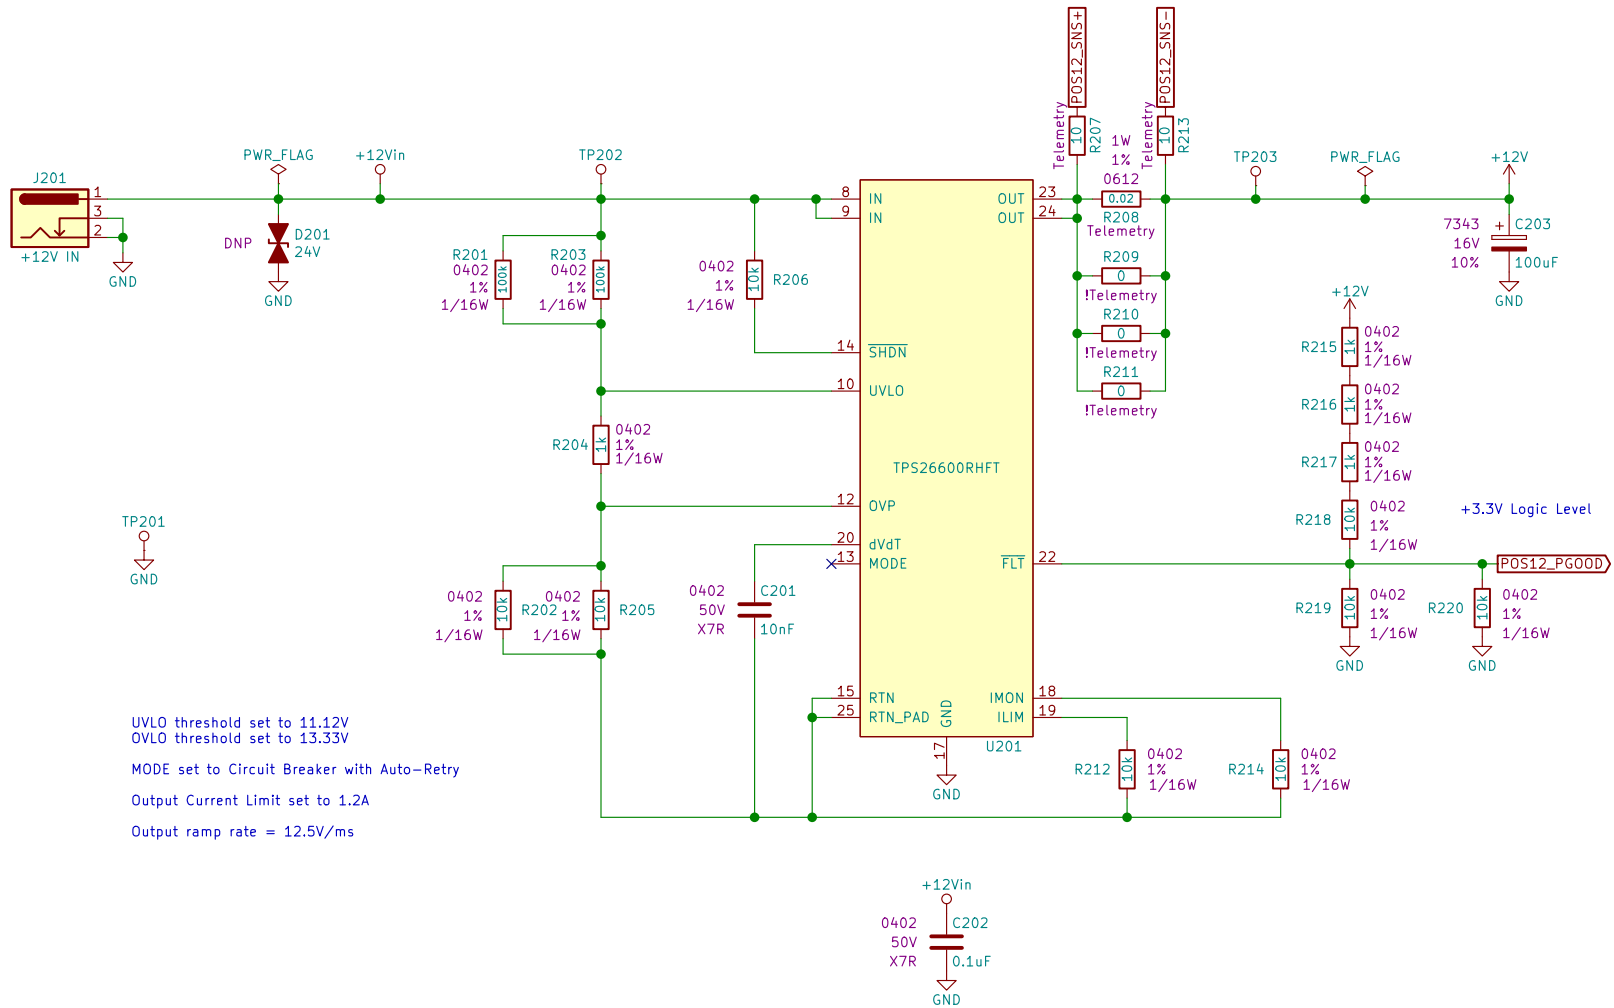 POS12_SNS+
POS12_SNS-
Telemetry
10
R207
Telemetry
10
R213
1W
1%
0612
0.02
R208
Telemetry
PWR_FLAG
+12Vin
TP202
TP203
PWR_FLAG
+12V
J201
1
3
2
+12V IN
GND
DNP
D201
24V
GND
8
IN
9
IN
OUT
23
OUT
24
7343
16V
10%
C203
100uF
GND
R201
0402
1%
1/16W
100k
R203
0402
1%
1/16W
100k
0402
1%
1/16W
10k
R206
R209
0
!Telemetry
R210
0
!Telemetry
R211
0
!Telemetry
14
SHDN
10
UVLO
R204
1k
0402
1%
1/16W
TPS26600RHFT
12
OVP
20
dVdT
13
MODE
FLT
22
+12V
R215
1k
0402
1%
1/16W
R216
1k
0402
1%
1/16W
R217
1k
0402
1%
1/16W
R218
10k
0402
1%
1/16W
+3.3V Logic Level
POS12_PGOOD
R219
10k
0402
1%
1/16W
GND
R220
10k
0402
1%
1/16W
GND
TP201
GND
0402
1%
1/16W
10k
R202
0402
1%
1/16W
10k
R205
0402
50V
X7R
C201
10nF
15
RTN
25
RTN_PAD
GND
17
IMON
18
ILIM
19
U201
GND
R212
10k
0402
1%
1/16W
R214
10k
0402
1%
1/16W
UVLO threshold set to 11.12V
OVLO threshold set to 13.33V
MODE set to Circuit Breaker with Auto-Retry
Output Current Limit set to 1.2A
Output ramp rate = 12.5V/ms
+12Vin
0402
50V
X7R
C202
0.1uF
GND